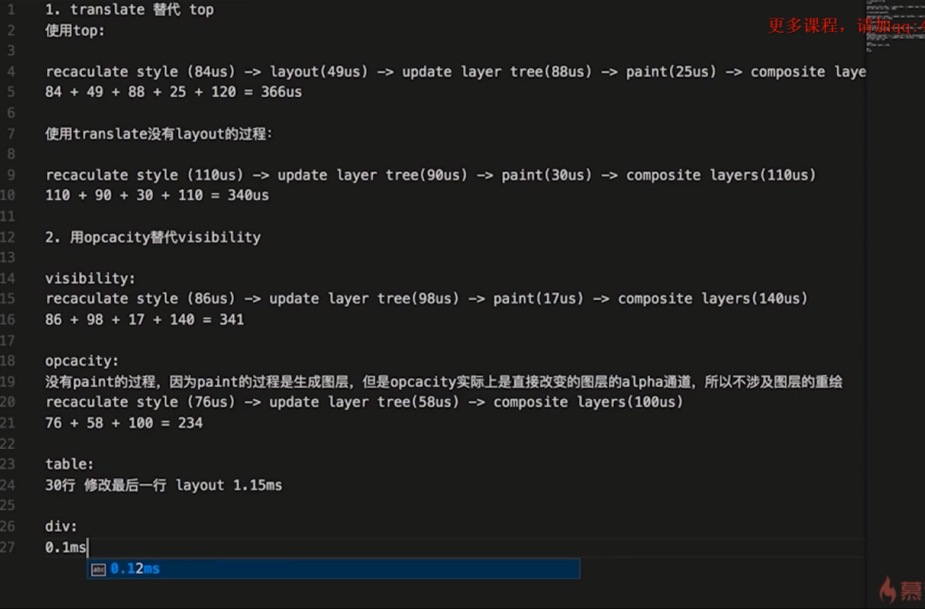 1
1. translate 替代 top
更多课程，请加qq:
2
使用top:
3
4
recaculate style (84us) -> layout(49us) -> update layer tree(88us) -> paint(25us) -> composite laye
5
84 + 49 + 88 + 25 + 120 = 366us
6
7
使用translate没有layout的过程:
8
9
recaculate style (110us) -> update layer tree(90us) -> paint(30us) -> composite layers(110us)
10
110 + 90 + 30 + 110 = 340us
11
12
2. 用opcacity替代visibility
13
14
visibility:
15
recaculate style (86us) -> update layer tree(98us) -> paint(17us) -> composite layers(140us)
16
86 + 98 + 17 + 140 = 341
17
18
opcacity:
19
没有paint的过程，因为paint的过程是生成图层，但是opcacity实际上是直接改变的图层的alpha通道，所以不涉及图层的重绘
20
recaculate style (76us) -> update layer tree(58us) -> composite layers(100us)
21
76 + 58 + 100 = 234
22
23
table:
24
30行 修改最后一行 layout 1.15ms
25
26
div:
27
0.1ms
abc 0.12ms
慕